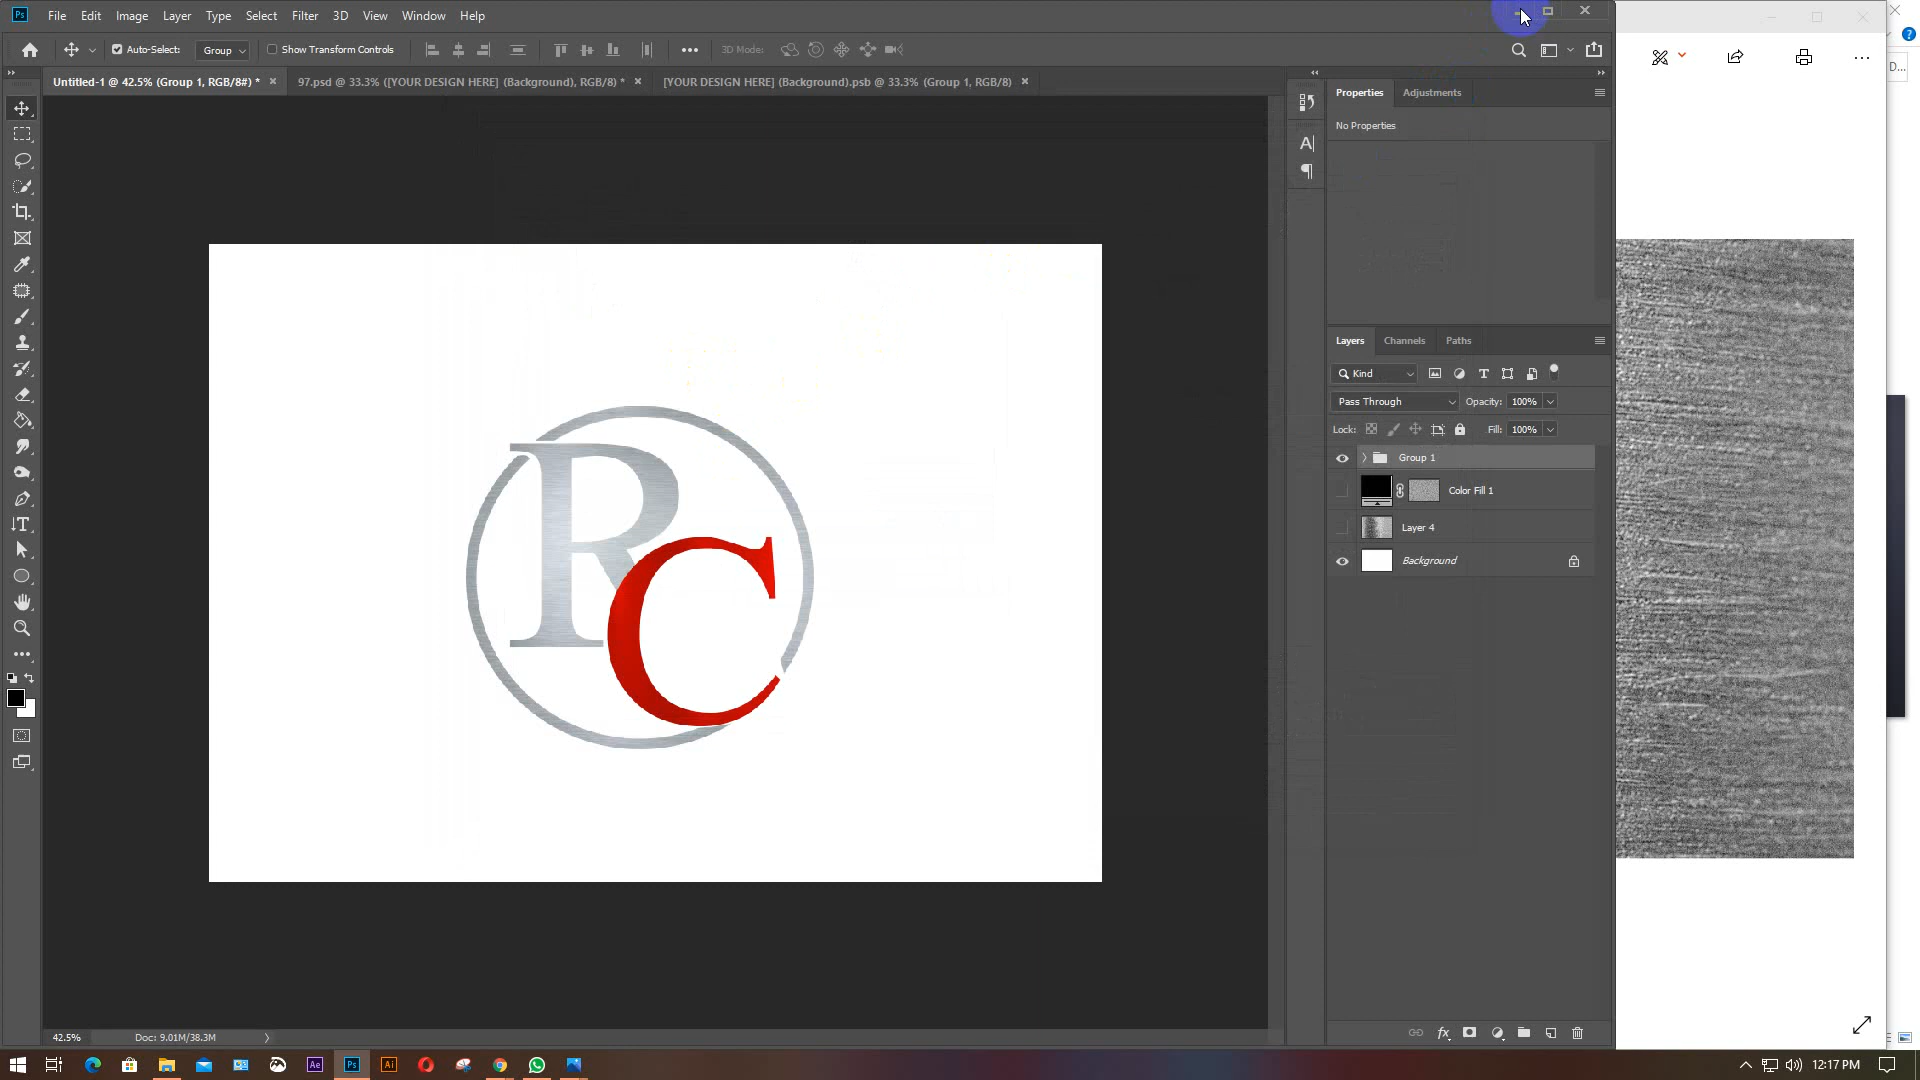 Ps File Edit Image Layer Type Select Filter 3D View Window Help
Auto-Select: Group Show Transform Controls 3D Mode:
Untitled-1 @ 42.5% (Group 1, RGB/8#) * × 97.psd @ 33.3% ([YOUR DESIGN HERE] (Background), RGB/8) * × [YOUR DESIGN HERE] (Background).psb @ 33.3% (Group 1, RGB/8) ×
D...
Properties Adjustments
No Properties
Layers Channels Paths
Kind
Pass Through Opacity: 100%
Lock: Fill: 100%
Group 1
Color Fill 1
Layer 4
Background
R
C
42.5% Doc: 9.01M/38.3M
Ae Ps Ai 12:17 PM